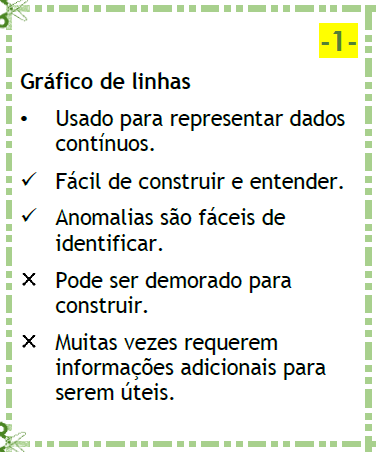 -1-
Gráfico de linhas
• Usado para representar dados
contínuos.
✓ Fácil de construir e entender.
✓ Anomalias são fáceis de
identificar.
✕ Pode ser demorado para
construir.
✕ Muitas vezes requerem
informações adicionais para
serem úteis.